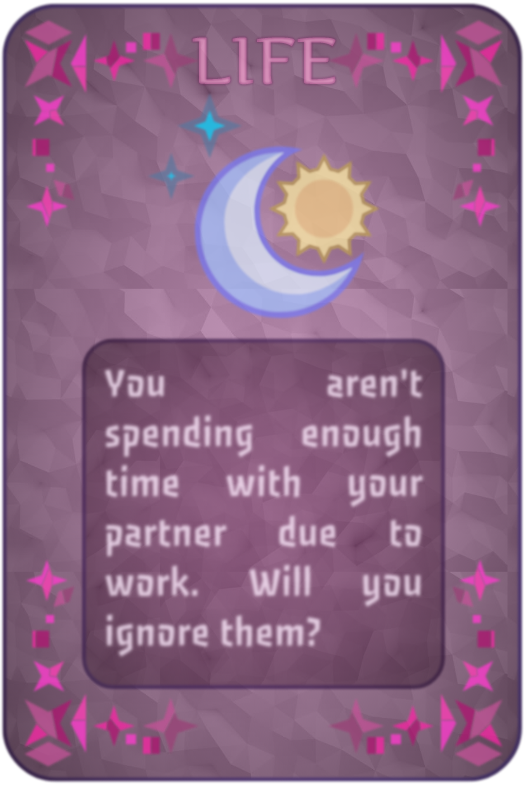 LIFE
You aren't
spending enough
time with your
partner due to
work. Will you
ignore them?